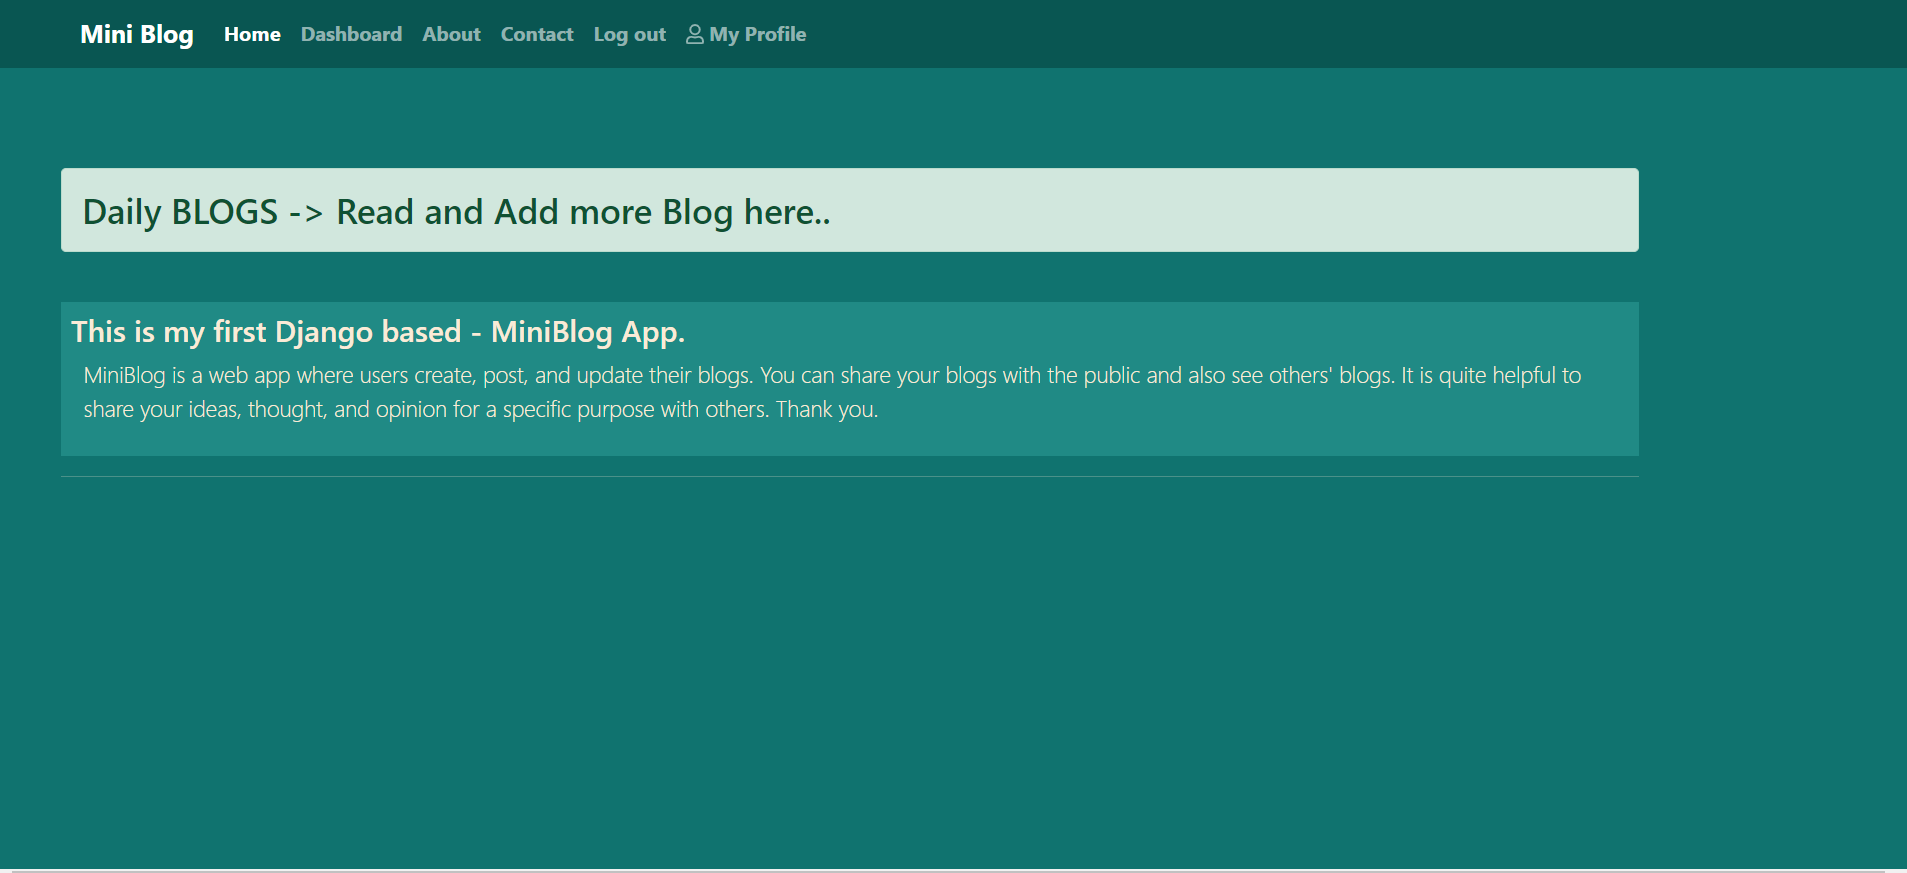 Mini Blog Home Dashboard About Contact Log out My Profile
Daily BLOGS -> Read and Add more Blog here..
This is my first Django based - MiniBlog App.
MiniBlog is a web app where users create, post, and update their blogs. You can share your blogs with the public and also see others' blogs. It is quite helpful to
share your ideas, thought, and opinion for a specific purpose with others. Thank you.